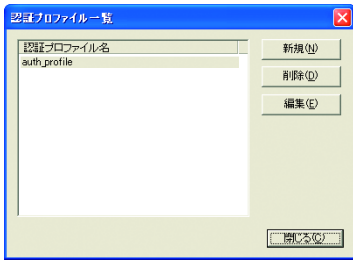 認証プロファイル一覧
認証プロファイル名
auth_profile
新規(N)
削除(D)
編集(E)
閉じる(C)